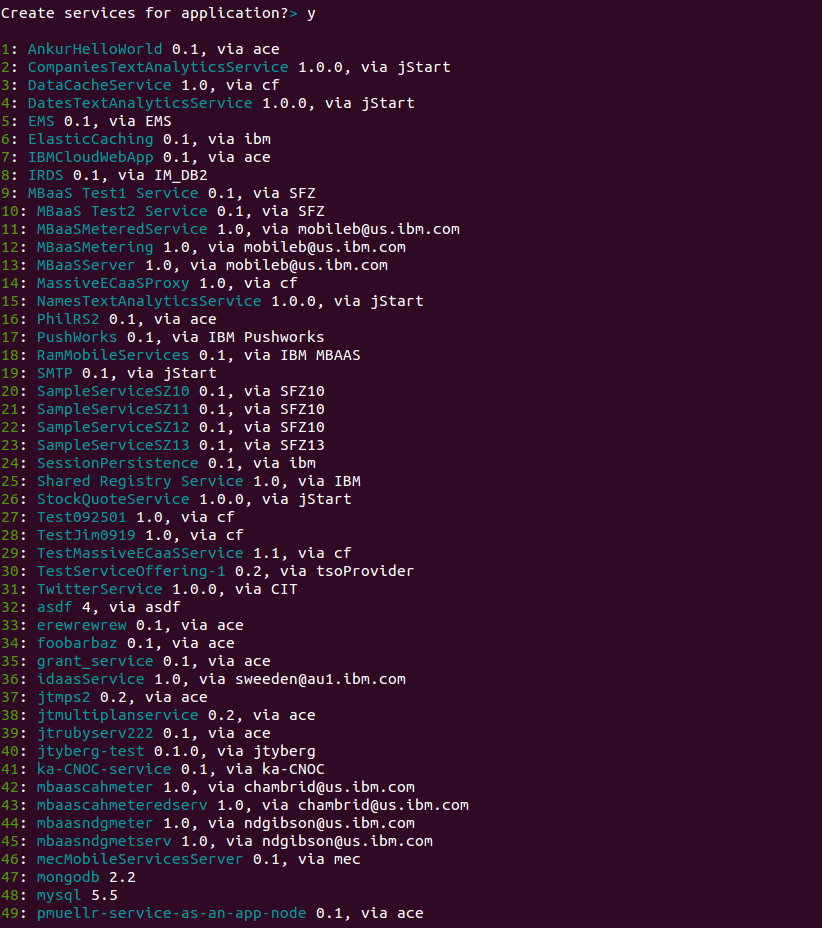 Create services for application?> y
1: AnkurHelloWorld 0.1, via ace
2: CompaniesTextAnalyticsService 1.0.0, via jStart
3: DataCacheService 1.0, via cf
4: DatesTextAnalyticsService 1.0.0, via jStart
5: EMS 0.1, via EMS
6: ElasticCaching 0.1, via ibm
7: IBMCloudWebApp 0.1, via ace
8: IRDS 0.1, via IM_DB2
9: MBaaS Test1 Service 0.1, via SFZ
10: MBaaS Test2 Service 0.1, via SFZ
11: MBaaSMeteredService 1.0, via mobileb@us.ibm.com
12: MBaaSMetering 1.0, via mobileb@us.ibm.com
13: MBaaSServer 1.0, via mobileb@us.ibm.com
14: MassiveECaaSProxy 1.0, via cf
15: NamesTextAnalyticsService 1.0.0, via jStart
16: PhilRS2 0.1, via ace
17: PushWorks 0.1, via IBM Pushworks
18: RamMobileServices 0.1, via IBM MBAAS
19: SMTP 0.1, via jStart
20: SampleServiceSZ10 0.1, via SFZ10
21: SampleServiceSZ11 0.1, via SFZ10
22: SampleServiceSZ12 0.1, via SFZ10
23: SampleServiceSZ13 0.1, via SFZ13
24: SessionPersistence 0.1, via ibm
25: Shared Registry Service 1.0, via IBM
26: StockQuoteService 1.0.0, via jStart
27: Test092501 1.0, via cf
28: TestJim0919 1.0, via cf
29: TestMassiveECaaSService 1.1, via cf
30: TestServiceOffering-1 0.2, via tsoProvider
31: TwitterService 1.0.0, via CIT
32: asdf 4, via asdf
33: erewrewrew 0.1, via ace
34: foobarbaz 0.1, via ace
35: grant_service 0.1, via ace
36: idaasService 1.0, via sweeden@au1.ibm.com
37: jtmps2 0.2, via ace
38: jtmultiplanservice 0.2, via ace
39: jtrubyserv222 0.1, via ace
40: jtyberg-test 0.1.0, via jtyberg
41: ka-CNOC-service 0.1, via ka-CNOC
42: mbaascahmeter 1.0, via chambrid@us.ibm.com
43: mbaascahmeteredserv 1.0, via chambrid@us.ibm.com
44: mbaasndgmeter 1.0, via ndgibson@us.ibm.com
45: mbaasndgmetserv 1.0, via ndgibson@us.ibm.com
46: mecMobileServicesServer 0.1, via mec
47: mongodb 2.2
48: mysql 5.5
49: pmuellr-service-as-an-app-node 0.1, via ace